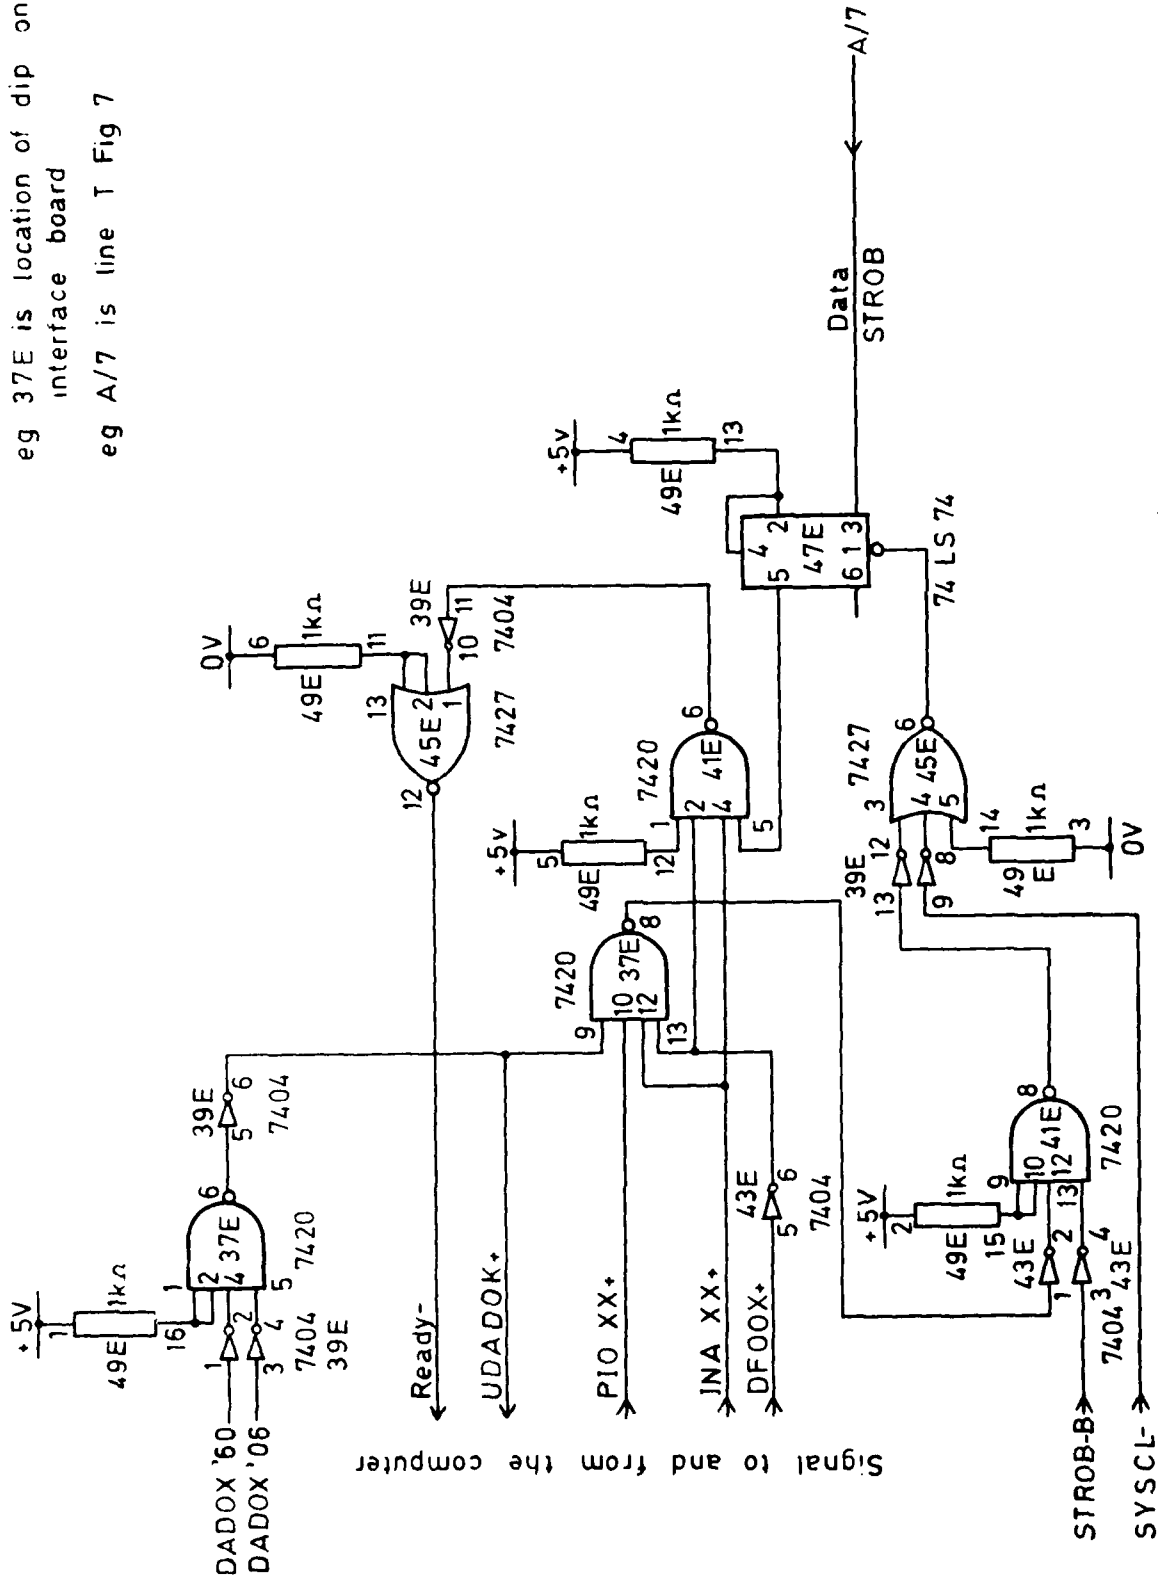 eg 37E is location of dip on
interface board
eg A/7 is line T Fig 7
+5V
1
49E
1kΩ
16
DADOX '60
DADOX '06
1
2
3
4
7404
39E
1
2
4
5
37E
6
7420
39E
5
6
7404
0V
6
49E
1kΩ
11
13
2
1
45E
12
7427
39E
11
10
7404
Ready-
UDADOK+
PIO XX+
INA XX+
DFOOX+
43E
5
6
7404
9
10
12
13
37E
8
7420
+5V
5
49E
1kΩ
12
1
2
4
5
41E
6
7420
+5V
4
49E
1kΩ
13
4
2
5
47E
6
1
3
74 LS 74
Data
STROB
A/7
+5V
2
49E
1kΩ
15
43E
1
2
3
4
7404
43E
9
10
12
13
41E
8
7420
39E
13
12
9
8
3
4
5
45E
6
7427
14
49
E
1kΩ
3
0V
STROB-B
SYSCL-
Signal to and from the computer